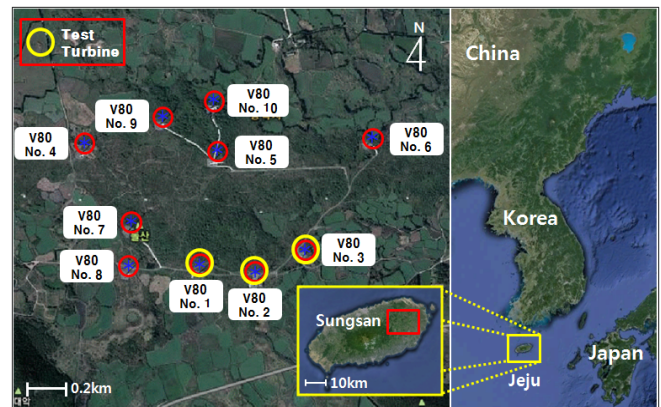 Test
Turbine
N
China
V80
No. 10
V80
No. 9
V80
No. 4
V80
No. 5
V80
No. 6
V80
No. 7
V80
No. 8
V80
No. 1
V80
No. 2
V80
No. 3
Korea
Sungsan
10km
0.2km
Jeju
Japan